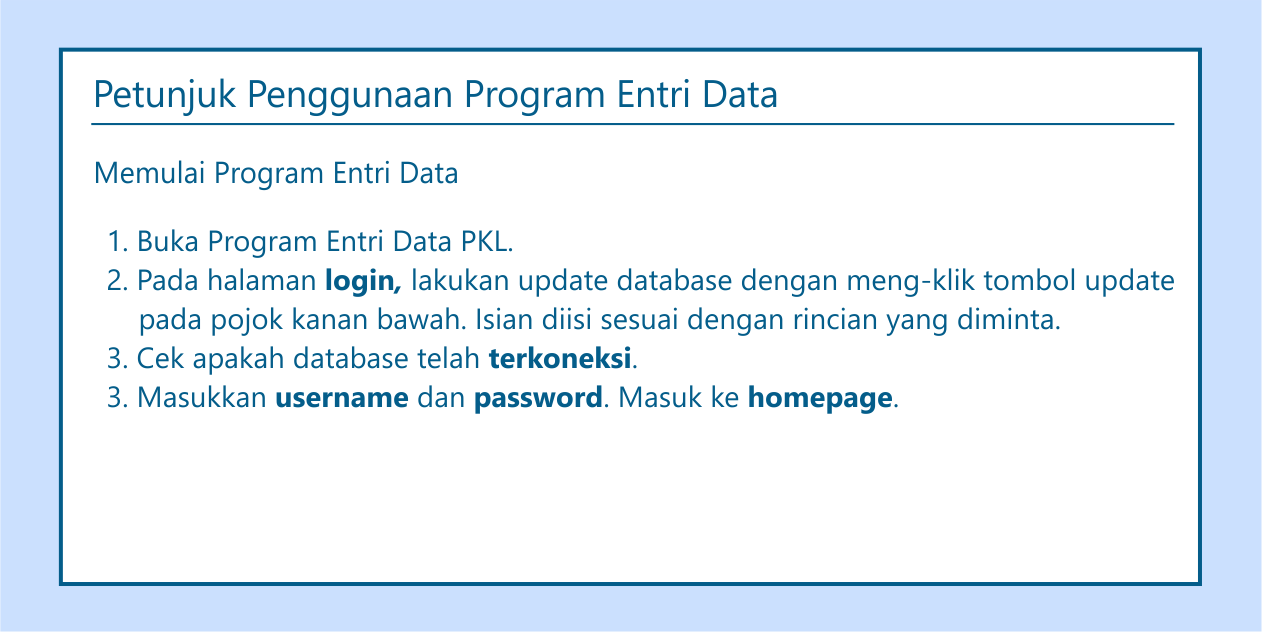 Petunjuk Penggunaan Program Entri Data
Memulai Program Entri Data
1. Buka Program Entri Data PKL.
2. Pada halaman login, lakukan update database dengan meng-klik tombol update
pada pojok kanan bawah. Isian diisi sesuai dengan rincian yang diminta.
3. Cek apakah database telah terkoneksi.
3. Masukkan username dan password. Masuk ke homepage.